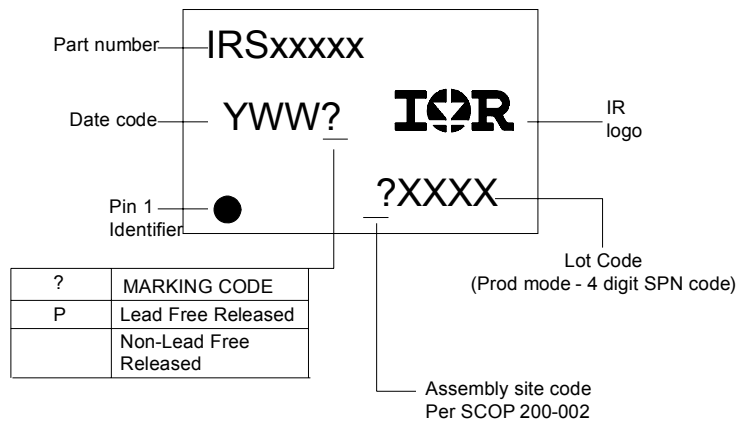 Part number
IRSxxxxx
Date code
YWW?
IOR
IR
logo
?XXXX
Pin 1
Identifier
Lot Code
(Prod mode - 4 digit SPN code)
? MARKING CODE
P Lead Free Released
Non-Lead Free
Released
Assembly site code
Per SCOP 200-002